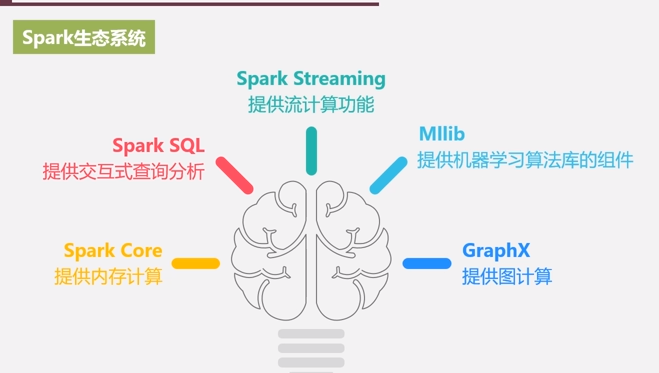 Spark生态系统
Spark Streaming
提供流计算功能
Spark SQL
提供交互式查询分析
Mllib
提供机器学习算法库的组件
Spark Core
提供内存计算
GraphX
提供图计算